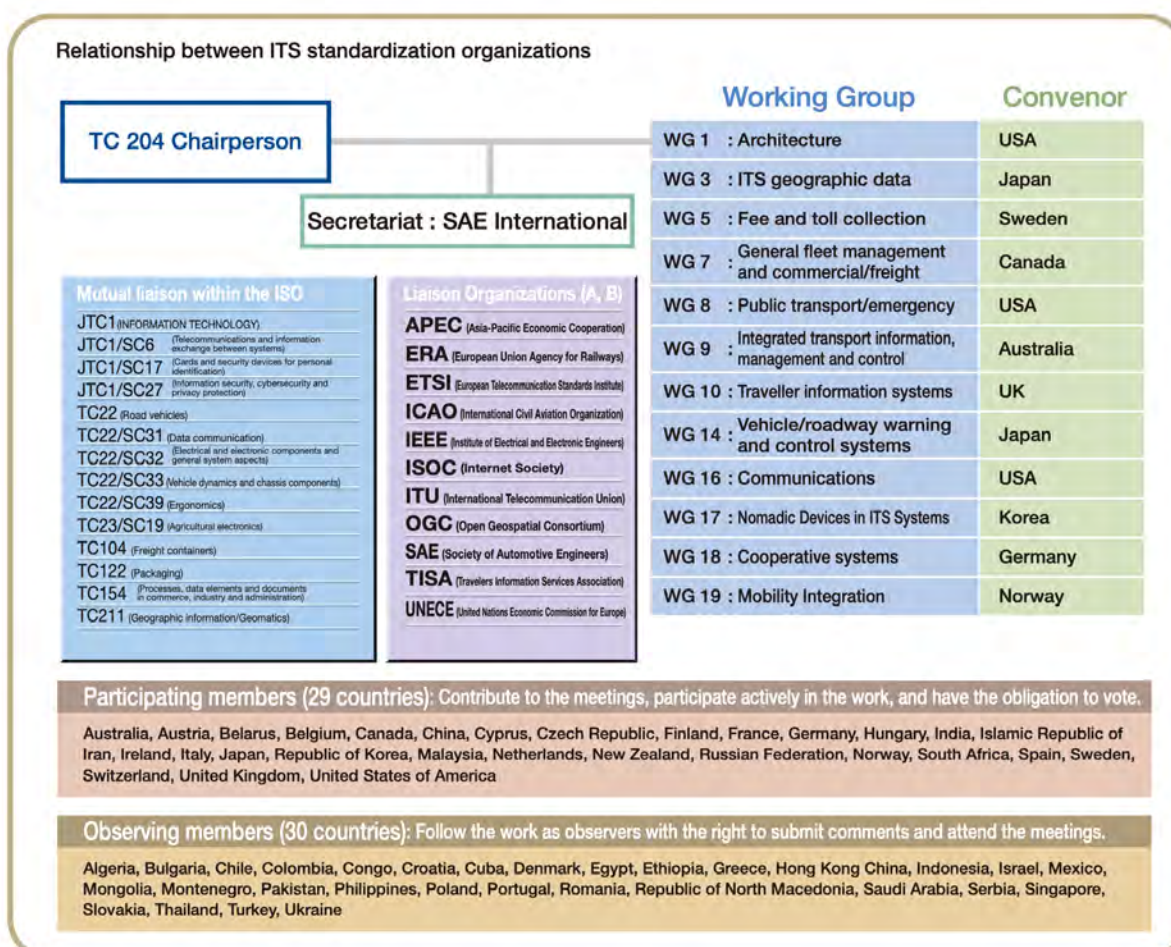 Relationship between ITS standardization organizations
TC 204 Chairperson
Secretariat : SAE International
Working Group
Convenor
WG 1 : Architecture
USA
WG 3 : ITS geographic data
Japan
WG 5 : Fee and toll collection
Sweden
WG 7 : General fleet management
and commercial/freight
Canada
WG 8 : Public transport/emergency
USA
WG 9 : Integrated transport information,
management and control
Australia
WG 10 : Traveller information systems
UK
WG 14 : Vehicle/roadway warning
and control systems
Japan
WG 16 : Communications
USA
WG 17 : Nomadic Devices in ITS Systems
Korea
WG 18 : Cooperative systems
Germany
WG 19 : Mobility Integration
Norway
Mutual liaison within the ISO
JTC1(INFORMATION TECHNOLOGY)
JTC1/SC6 (Telecommunications and information
exchange between systems)
JTC1/SC17 (Cards and security devices for personal
identification)
JTC1/SC27 (Information security, cybersecurity and
privacy protection)
TC22 (Road vehicles)
TC22/SC31 (Data communication)
TC22/SC32 (Electrical and electronic components and
general system aspects)
TC22/SC33 (Vehicle dynamics and chassis components)
TC22/SC39 (Ergonomics)
TC23/SC19 (Agricultural electronics)
TC104 (Freight containers)
TC122 (Packaging)
TC154 (Processes, data elements and documents
in commerce, industry and administration)
TC211 (Geographic information/Geomatics)
Liaison Organizations (A, B)
APEC (Asia-Pacific Economic Cooperation)
ERA (European Union Agency for Railways)
ETSI (European Telecommunication Standards Institute)
ICAO (International Civil Aviation Organization)
IEEE (Institute of Electrical and Electronic Engineers)
ISOC (Internet Society)
ITU (International Telecommunication Union)
OGC (Open Geospatial Consortium)
SAE (Society of Automotive Engineers)
TISA (Travelers Information Services Association)
UNECE (United Nations Economic Commission for Europe)
Participating members (29 countries): Contribute to the meetings, participate actively in the work, and have the obligation to vote.
Australia, Austria, Belarus, Belgium, Canada, China, Cyprus, Czech Republic, Finland, France, Germany, Hungary, India, Islamic Republic of
Iran, Ireland, Italy, Japan, Republic of Korea, Malaysia, Netherlands, New Zealand, Russian Federation, Norway, South Africa, Spain, Sweden,
Switzerland, United Kingdom, United States of America
Observing members (30 countries): Follow the work as observers with the right to submit comments and attend the meetings.
Algeria, Bulgaria, Chile, Colombia, Congo, Croatia, Cuba, Denmark, Egypt, Ethiopia, Greece, Hong Kong China, Indonesia, Israel, Mexico,
Mongolia, Montenegro, Pakistan, Philippines, Poland, Portugal, Romania, Republic of North Macedonia, Saudi Arabia, Serbia, Singapore,
Slovakia, Thailand, Turkey, Ukraine